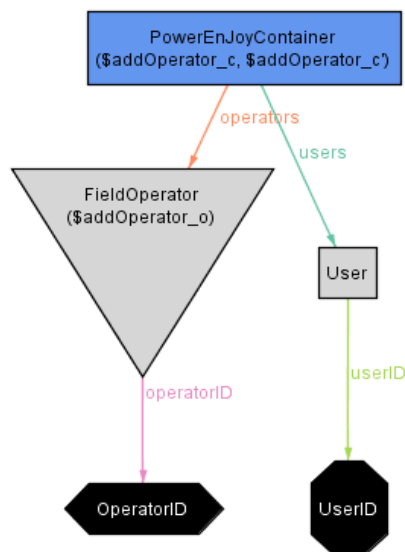 PowerEnJoyContainer
($addOperator_c, $addOperator_c')
operators
users
FieldOperator
($addOperator_o)
User
operatorID
userID
OperatorID
UserID